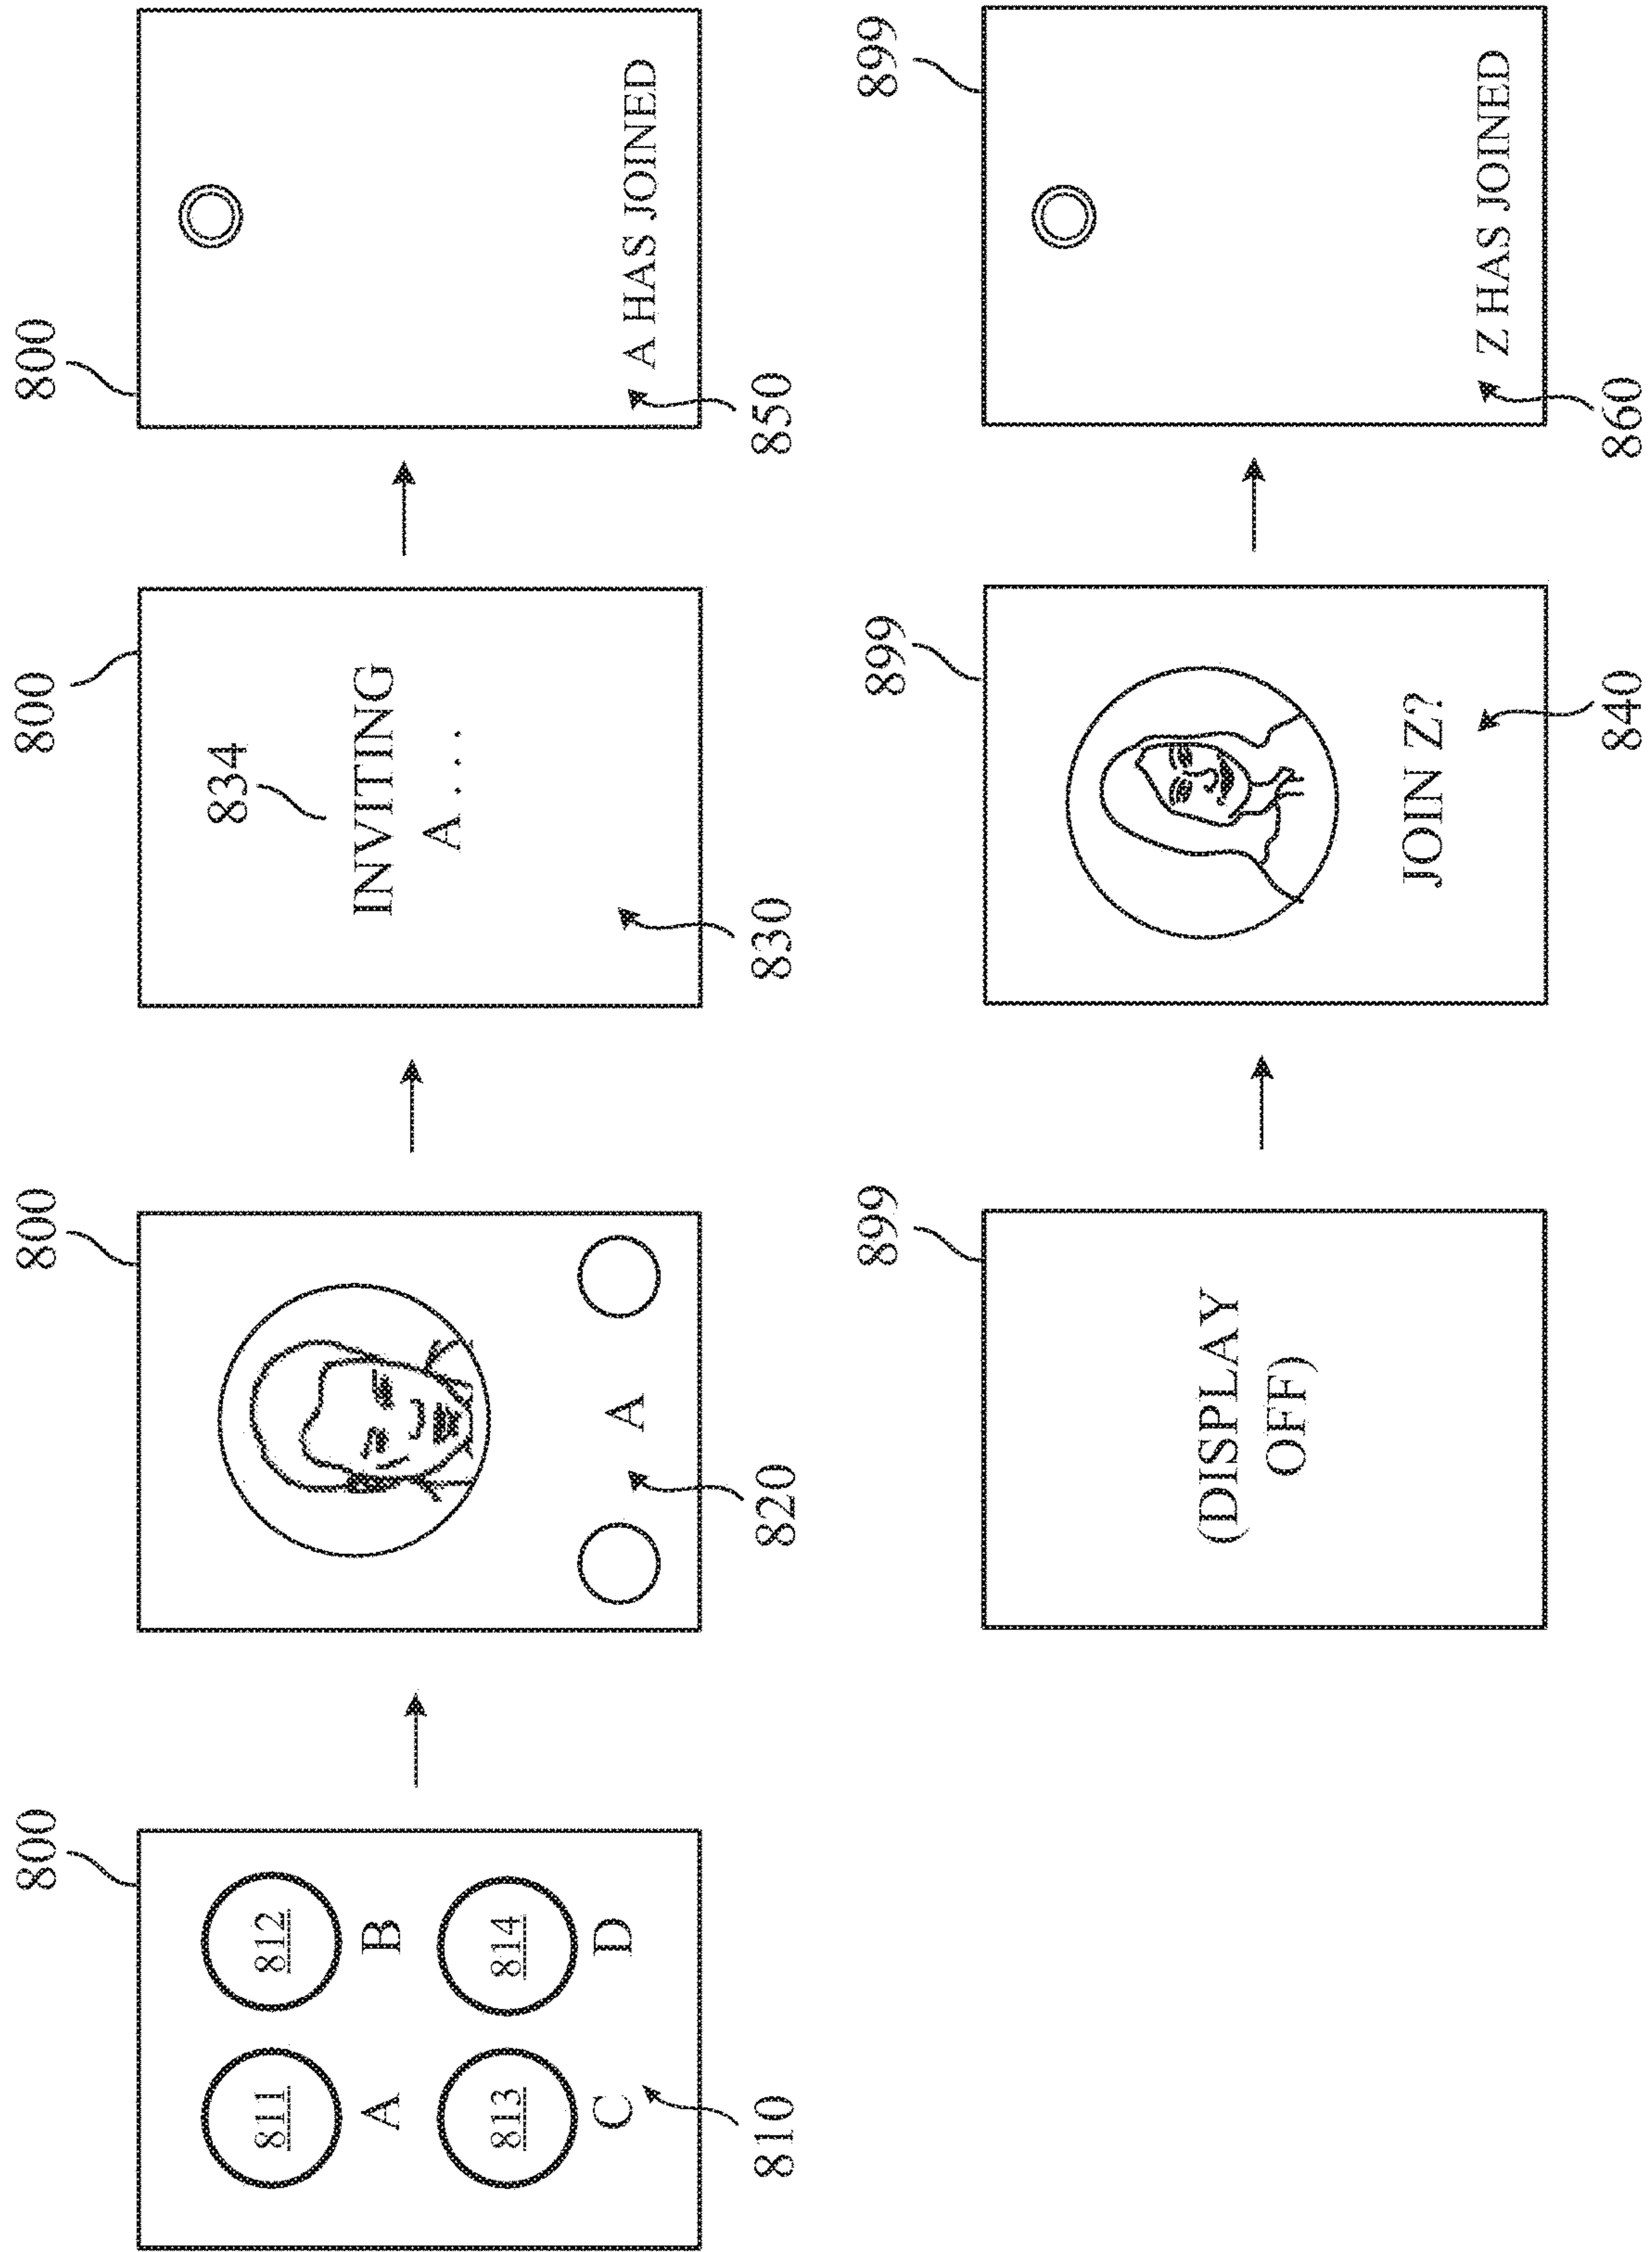 800
811
812
A
B
813
814
C
D
810
800
A
820
800
834
INVITING
A....
830
800
A HAS JOINED
850
899
(DISPLAY
OFF)
899
JOIN Z?
840
899
Z HAS JOINED
860